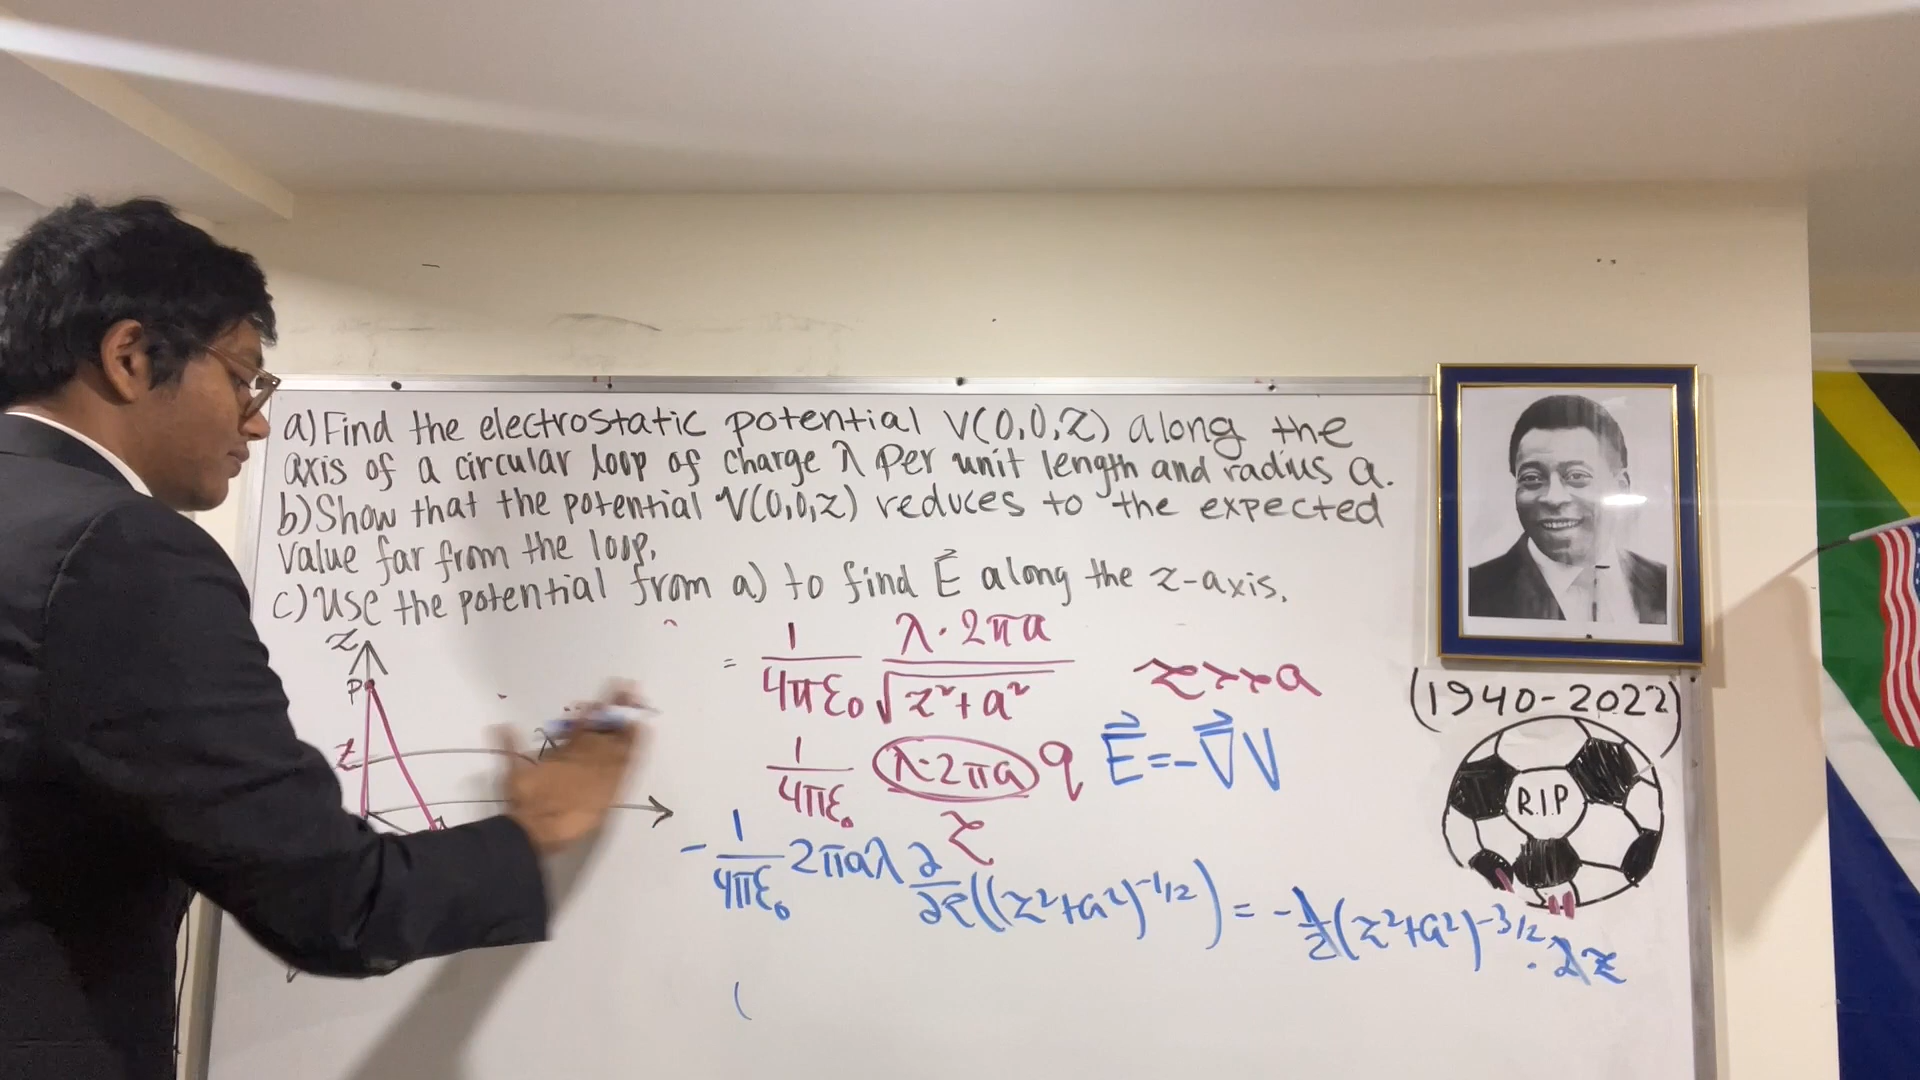 a) Find the electrostatic potential V(0,0,z) along the
axis of a circular loop of charge λ per unit length and radius a.
b) Show that the potential V(0,0,z) reduces to the expected
value far from the loop.
c) Use the potential from a) to find E⃗ along the z-axis.
z
P
z
λ
a
= 1/(4πε₀) λ·2πa/√(z²+a²) z>>a
1/(4πε₀) (λ·2πa)/z q E⃗=-∇⃗V
-1/(4πε₀) 2πaλ ∂/∂z((z²+a²)^(-1/2)) = -1/2(z²+a²)^(-3/2)·2z
(
(1940-2022)
R.I.P